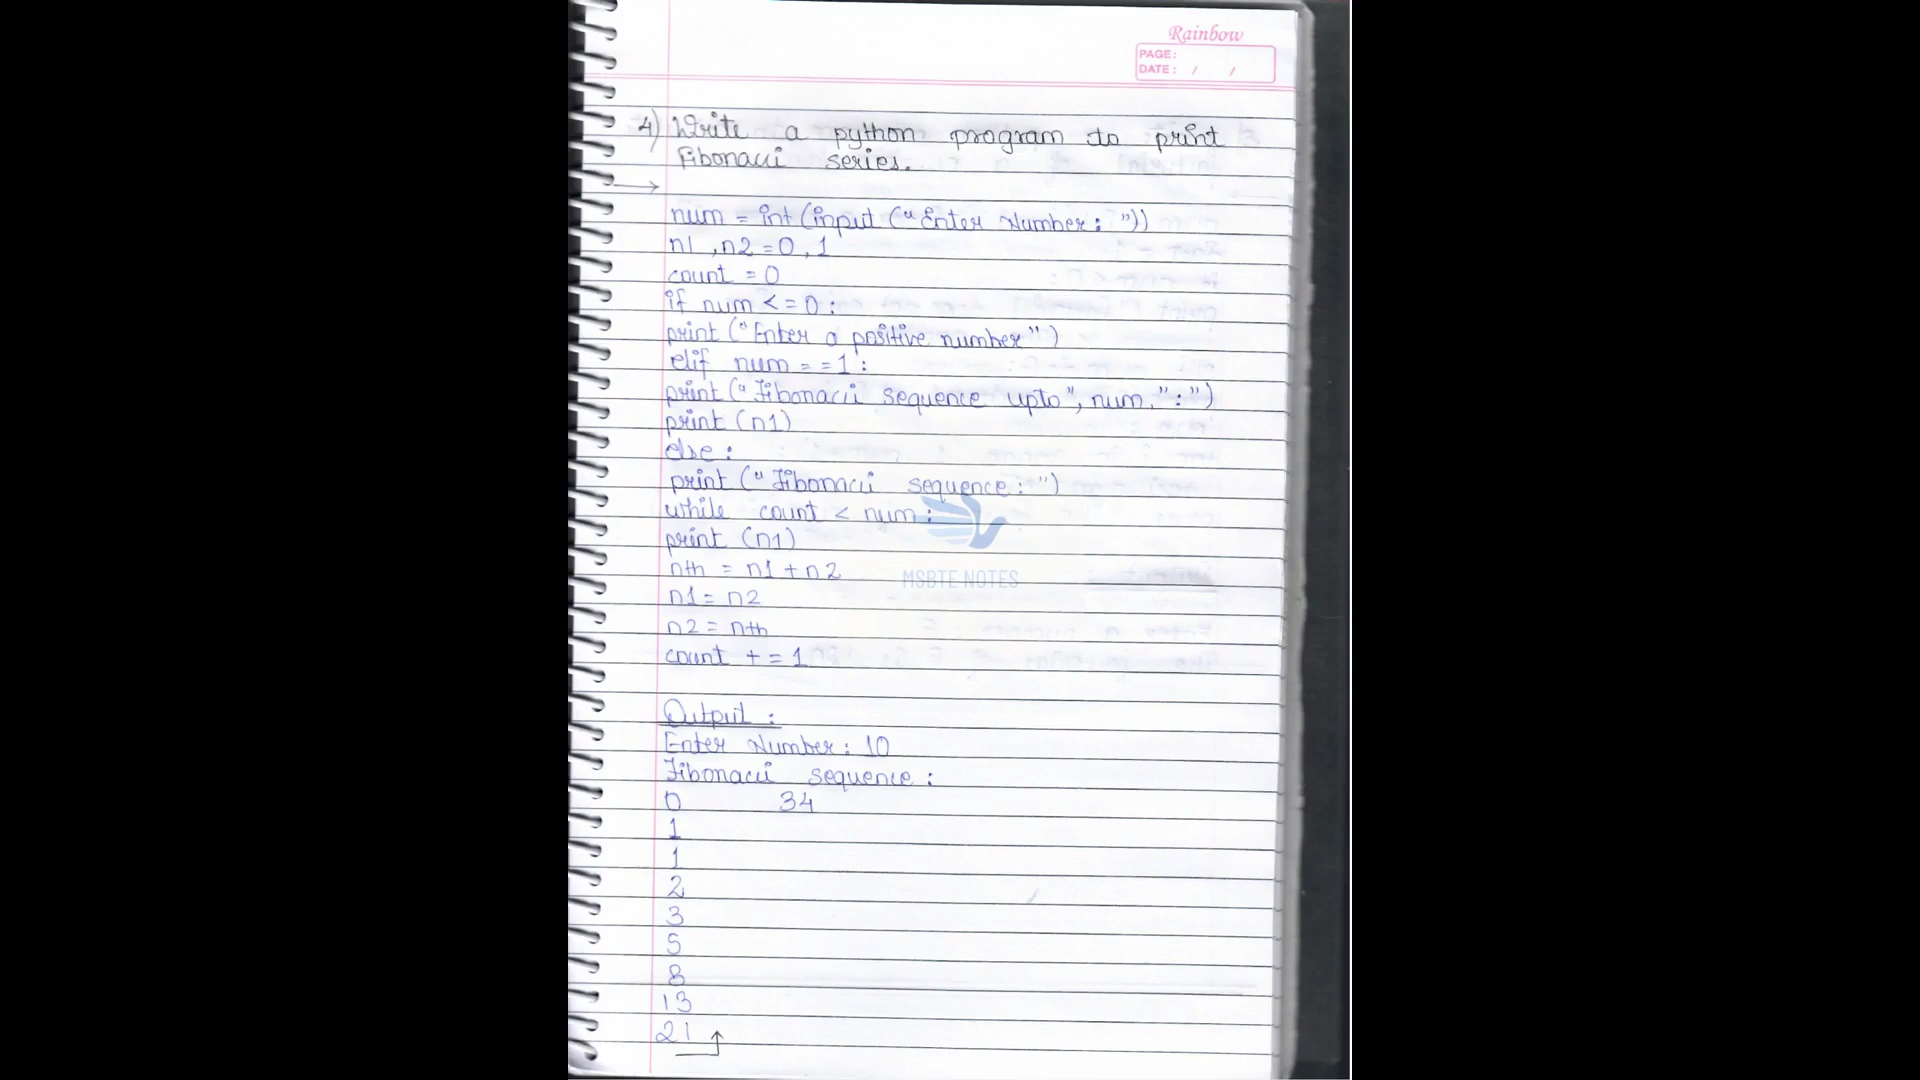 Rainbow
PAGE:
DATE: / /
4) Write a python program to print
Fibonacci series.
→
num = int(input ("Enter Number: "))
n1 ,n2 = 0 , 1
count = 0
if num <= 0 :
print ("Enter a positive number")
elif num = =1 :
print ("Fibonacci sequence upto", num, ":")
print (n1)
else :
print ("Fibonacci sequence : ")
while count < num :
print (n1)
nth = n1 + n2
MSBTE NOTES
n1 = n2
n2 = nth
count + = 1
Output :
Enter Number : 10
Fibonacci sequence :
0 34
1
1
2
3
5
8
13
21